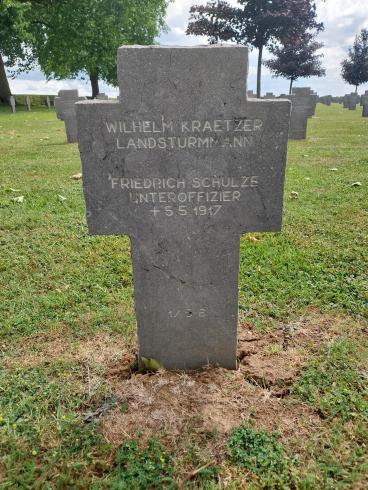 WILHELM KRAETZER
LANDSTURMMANN
FRIEDRICH SCHULZE
UNTEROFFIZIER
+ 5.5.1917